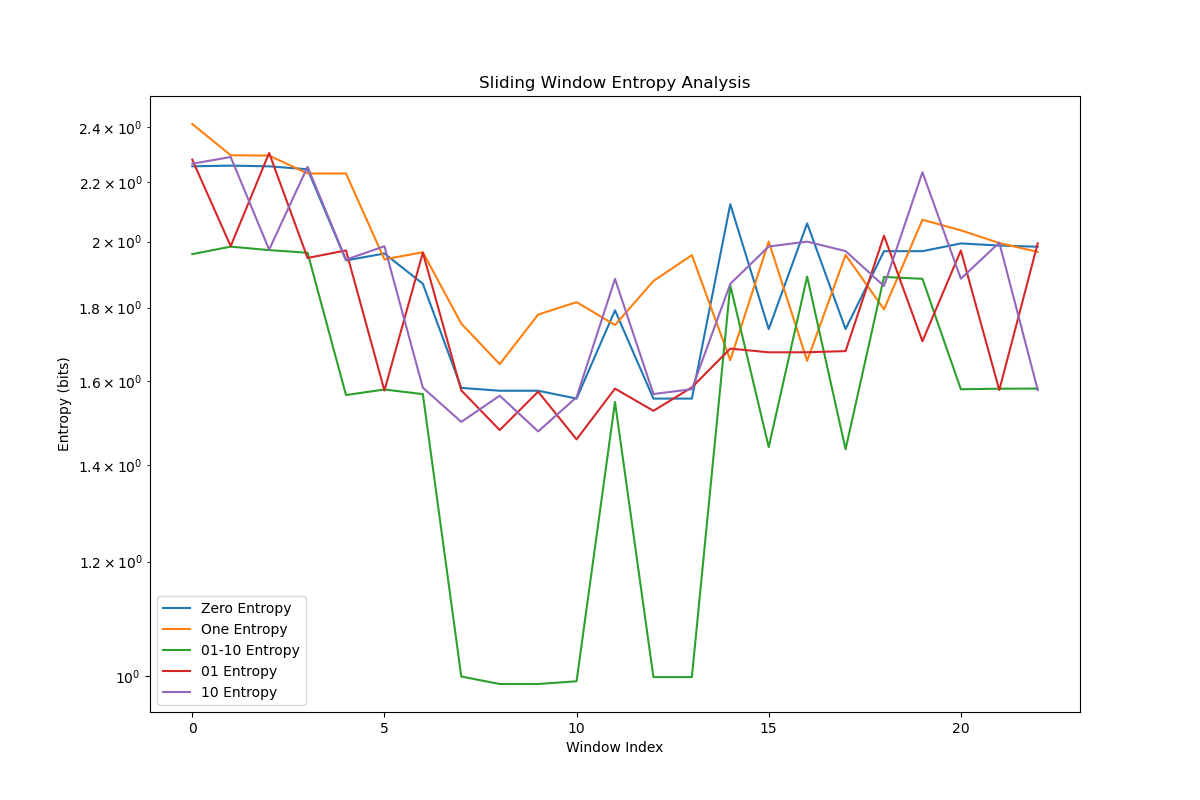 Sliding Window Entropy Analysis
Entropy (bits)
2.4 × 10⁰
2.2 × 10⁰
2 × 10⁰
1.8 × 10⁰
1.6 × 10⁰
1.4 × 10⁰
1.2 × 10⁰
10⁰
Zero Entropy
One Entropy
01-10 Entropy
01 Entropy
10 Entropy
0 5 10 15 20
Window Index